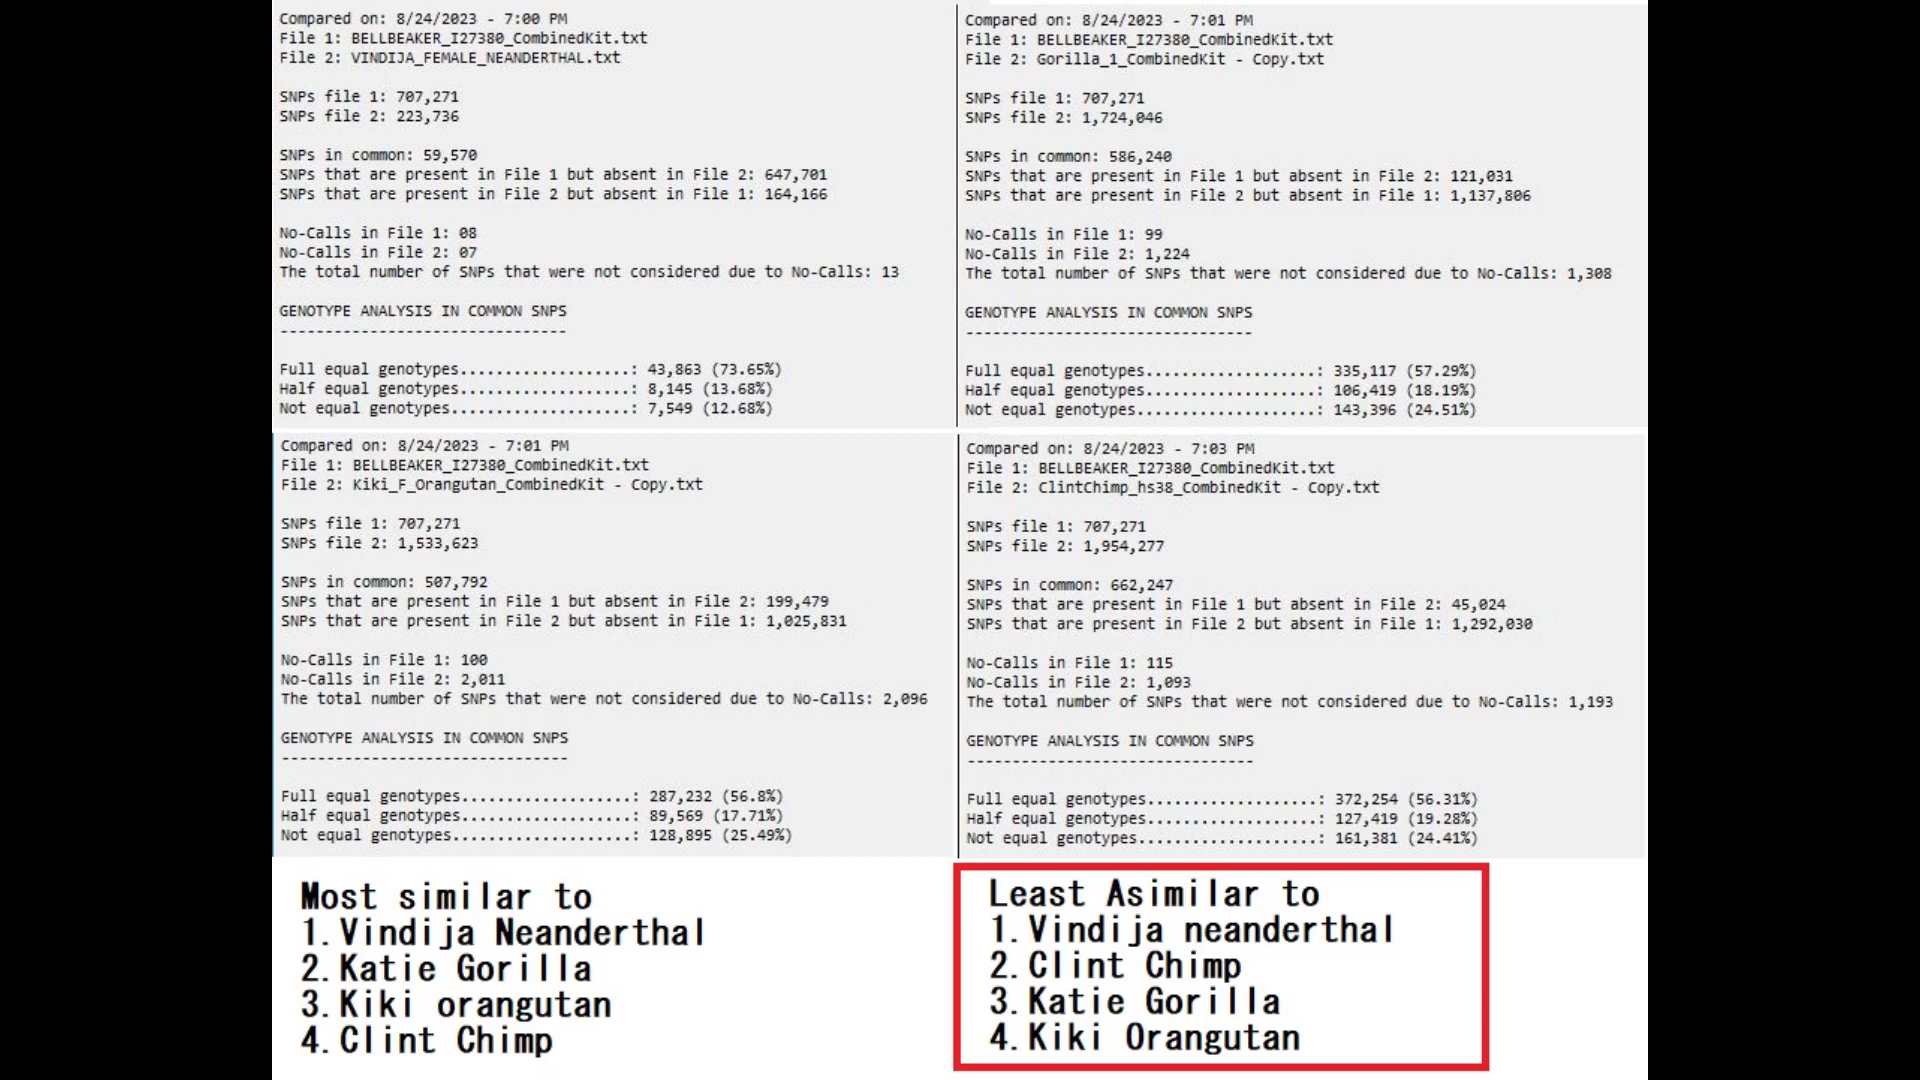 Compared on: 8/24/2023 - 7:00 PM
File 1: BELLBEAKER_I27380_CombinedKit.txt
File 2: VINDIJA_FEMALE_NEANDERTHAL.txt
SNPs file 1: 707,271
SNPs file 2: 223,736
SNPs in common: 59,570
SNPs that are present in File 1 but absent in File 2: 647,701
SNPs that are present in File 2 but absent in File 1: 164,166
No-Calls in File 1: 08
No-Calls in File 2: 07
The total number of SNPs that were not considered due to No-Calls: 13
GENOTYPE ANALYSIS IN COMMON SNPS
--------------------------------
Full equal genotypes...................: 43,863 (73.65%)
Half equal genotypes...................: 8,145 (13.68%)
Not equal genotypes....................: 7,549 (12.68%)
Compared on: 8/24/2023 - 7:01 PM
File 1: BELLBEAKER_I27380_CombinedKit.txt
File 2: Gorilla_1_CombinedKit - Copy.txt
SNPs file 1: 707,271
SNPs file 2: 1,724,046
SNPs in common: 586,240
SNPs that are present in File 1 but absent in File 2: 121,031
SNPs that are present in File 2 but absent in File 1: 1,137,806
No-Calls in File 1: 99
No-Calls in File 2: 1,224
The total number of SNPs that were not considered due to No-Calls: 1,308
GENOTYPE ANALYSIS IN COMMON SNPS
--------------------------------
Full equal genotypes...................: 335,117 (57.29%)
Half equal genotypes...................: 106,419 (18.19%)
Not equal genotypes....................: 143,396 (24.51%)
Compared on: 8/24/2023 - 7:01 PM
File 1: BELLBEAKER_I27380_CombinedKit.txt
File 2: Kiki_F_Orangutan_CombinedKit - Copy.txt
SNPs file 1: 707,271
SNPs file 2: 1,533,623
SNPs in common: 507,792
SNPs that are present in File 1 but absent in File 2: 199,479
SNPs that are present in File 2 but absent in File 1: 1,025,831
No-Calls in File 1: 100
No-Calls in File 2: 2,011
The total number of SNPs that were not considered due to No-Calls: 2,096
GENOTYPE ANALYSIS IN COMMON SNPS
--------------------------------
Full equal genotypes...................: 287,232 (56.8%)
Half equal genotypes...................: 89,569 (17.71%)
Not equal genotypes....................: 128,895 (25.49%)
Compared on: 8/24/2023 - 7:03 PM
File 1: BELLBEAKER_I27380_CombinedKit.txt
File 2: ClintChimp_hs38_CombinedKit - Copy.txt
SNPs file 1: 707,271
SNPs file 2: 1,954,277
SNPs in common: 662,247
SNPs that are present in File 1 but absent in File 2: 45,024
SNPs that are present in File 2 but absent in File 1: 1,292,030
No-Calls in File 1: 115
No-Calls in File 2: 1,093
The total number of SNPs that were not considered due to No-Calls: 1,193
GENOTYPE ANALYSIS IN COMMON SNPS
--------------------------------
Full equal genotypes...................: 372,254 (56.31%)
Half equal genotypes...................: 127,419 (19.28%)
Not equal genotypes....................: 161,381 (24.41%)
Most similar to
1.Vindija Neanderthal
2.Katie Gorilla
3.Kiki orangutan
4.Clint Chimp
Least Asimilar to
1.Vindija neanderthal
2.Clint Chimp
3.Katie Gorilla
4.Kiki Orangutan